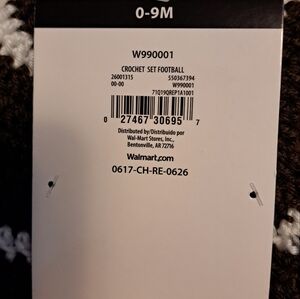 0-9M
W990001
CROCHET SET FOOTBALL
26001315 550367394
00-00 W990001
71Q19QREP1A1001
0 27467 30695 7
Distributed by/Distribuido por
Wal-Mart Stores, Inc.,
Bentonville, AR 72716
Walmart.com
0617-CH-RE-0626